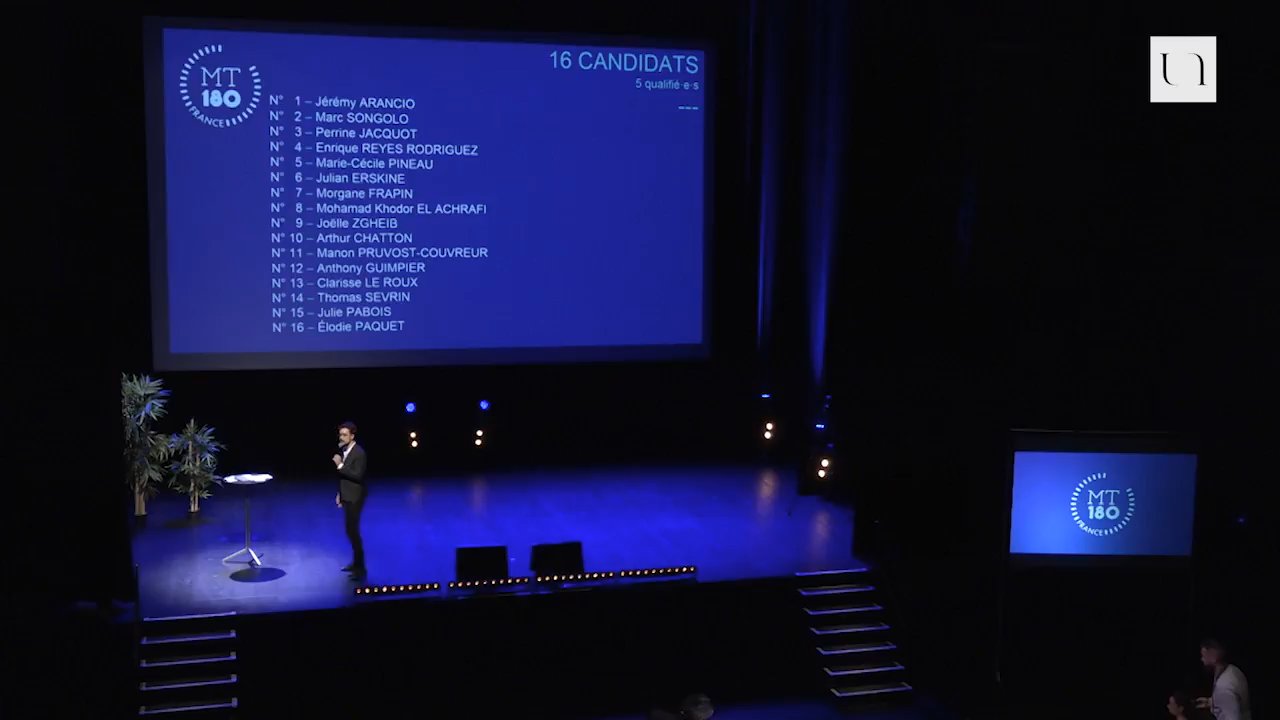 MT
180
FRANCE
16 CANDIDATS
5 qualifié·e·s
---
N° 1 – Jérémy ARANCIO
N° 2 – Marc SONGOLO
N° 3 – Perrine JACQUOT
N° 4 – Enrique REYES RODRIGUEZ
N° 5 – Marie-Cécile PINEAU
N° 6 – Julian ERSKINE
N° 7 – Morgane FRAPIN
N° 8 – Mohamad Khodor EL ACHRAFI
N° 9 – Joëlle ZGHEIB
N° 10 – Arthur CHATTON
N° 11 – Manon PRUVOST-COUVREUR
N° 12 – Anthony GUIMPIER
N° 13 – Clarisse LE ROUX
N° 14 – Thomas SEVRIN
N° 15 – Julie PABOIS
N° 16 – Élodie PAQUET
UN
MT
180
FRANCE